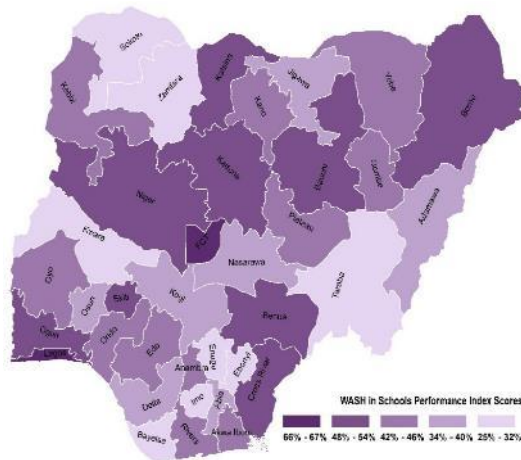 Sokoto
Kebbi
Zamfara
Katsina
Jigawa
Kano
Yobe
Borno
Kaduna
Bauchi
Gombe
Niger
Adamawa
Plateau
FCT
Kwara
Nasarawa
Taraba
Oyo
Osun
Ekiti
Kogi
Benue
Ogun
Ondo
Edo
Lagos
Enugu
Ebonyi
Anambra
Cross River
Delta
Imo
Abia
Bayelsa
Rivers
Akwa Ibom
WASH in Schools Performance Index Scores
66% - 67% 48% - 54% 42% - 46% 34% - 40% 25% - 32%